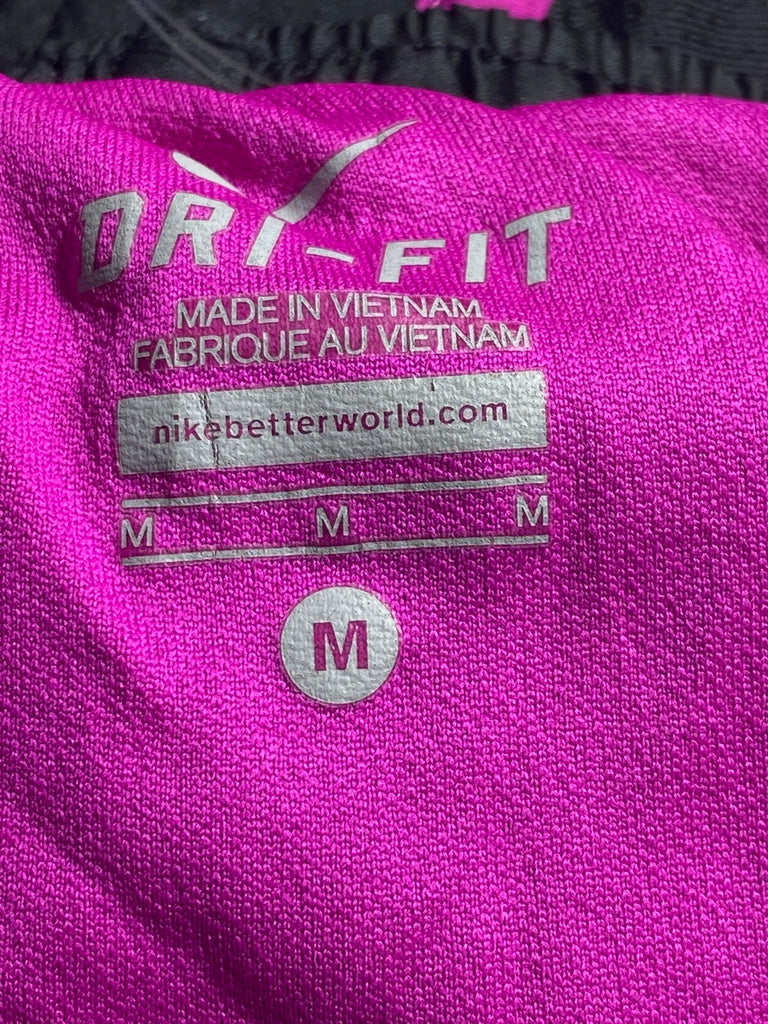 DRI-FIT
MADE IN VIETNAM
FABRIQUE AU VIETNAM
nikebetterworld.com
M M M
M